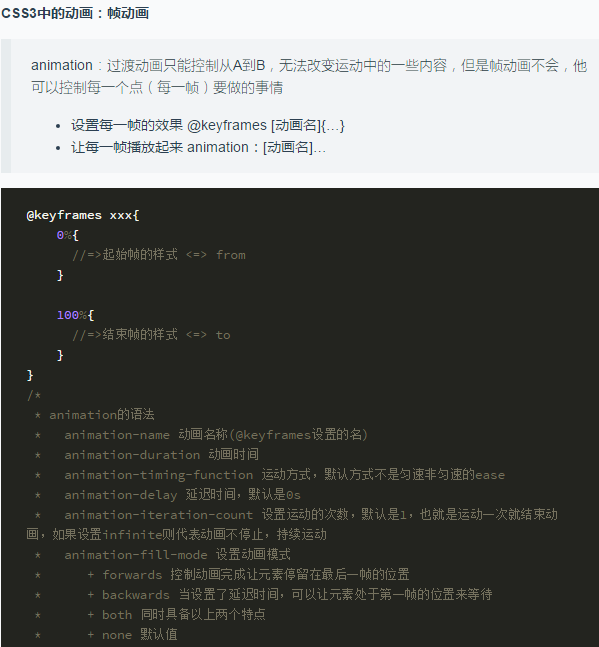 CSS3中的动画：帧动画
animation：过渡动画只能控制从A到B，无法改变运动中的一些内容，但是帧动画不会，他
可以控制每一个点（每一帧）要做的事情
• 设置每一帧的效果 @keyframes [动画名]{…}
• 让每一帧播放起来 animation：[动画名]…
@keyframes xxx{
0%{
//=>起始帧的样式 <=> from
}
100%{
//=>结束帧的样式 <=> to
}
}
/*
* animation的语法
* animation-name 动画名称(@keyframes设置的名)
* animation-duration 动画时间
* animation-timing-function 运动方式，默认方式不是匀速非匀速的ease
* animation-delay 延迟时间，默认是0s
* animation-iteration-count 设置运动的次数，默认是1，也就是运动一次就结束动
画，如果设置infinite则代表动画不停止，持续运动
* animation-fill-mode 设置动画模式
* + forwards 控制动画完成让元素停留在最后一帧的位置
* + backwards 当设置了延迟时间，可以让元素处于第一帧的位置来等待
* + both 同时具备以上两个特点
* + none 默认值